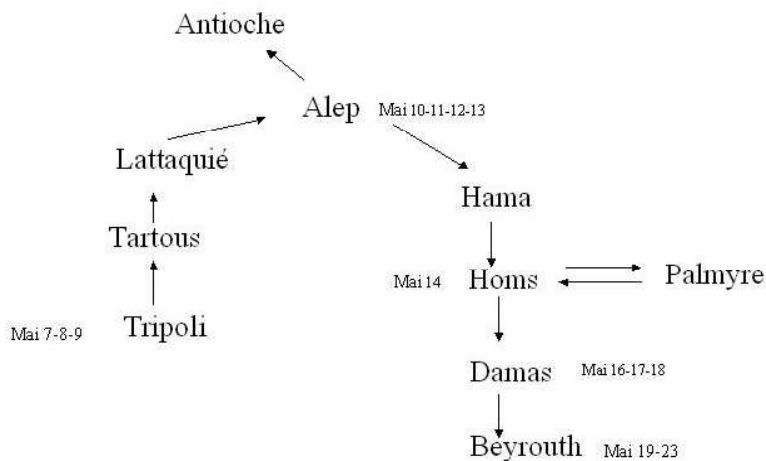 Antioche
Alep Mai 10-11-12-13
Lattaquié
Hama
Tartous
Mai 14 Homs Palmyre
Mai 7-8-9 Tripoli
Damas Mai 16-17-18
Beyrouth Mai 19-23